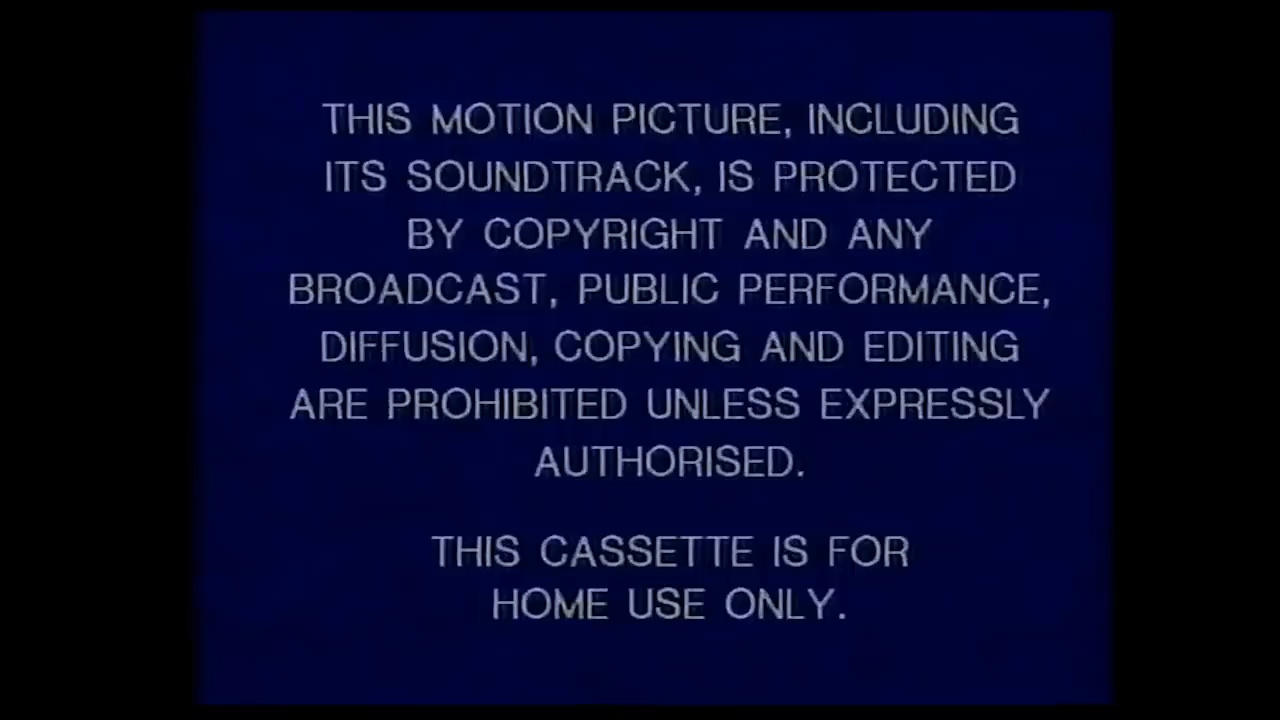 THIS MOTION PICTURE, INCLUDING
ITS SOUNDTRACK, IS PROTECTED
BY COPYRIGHT AND ANY
BROADCAST, PUBLIC PERFORMANCE,
DIFFUSION, COPYING AND EDITING
ARE PROHIBITED UNLESS EXPRESSLY
AUTHORISED.
THIS CASSETTE IS FOR
HOME USE ONLY.